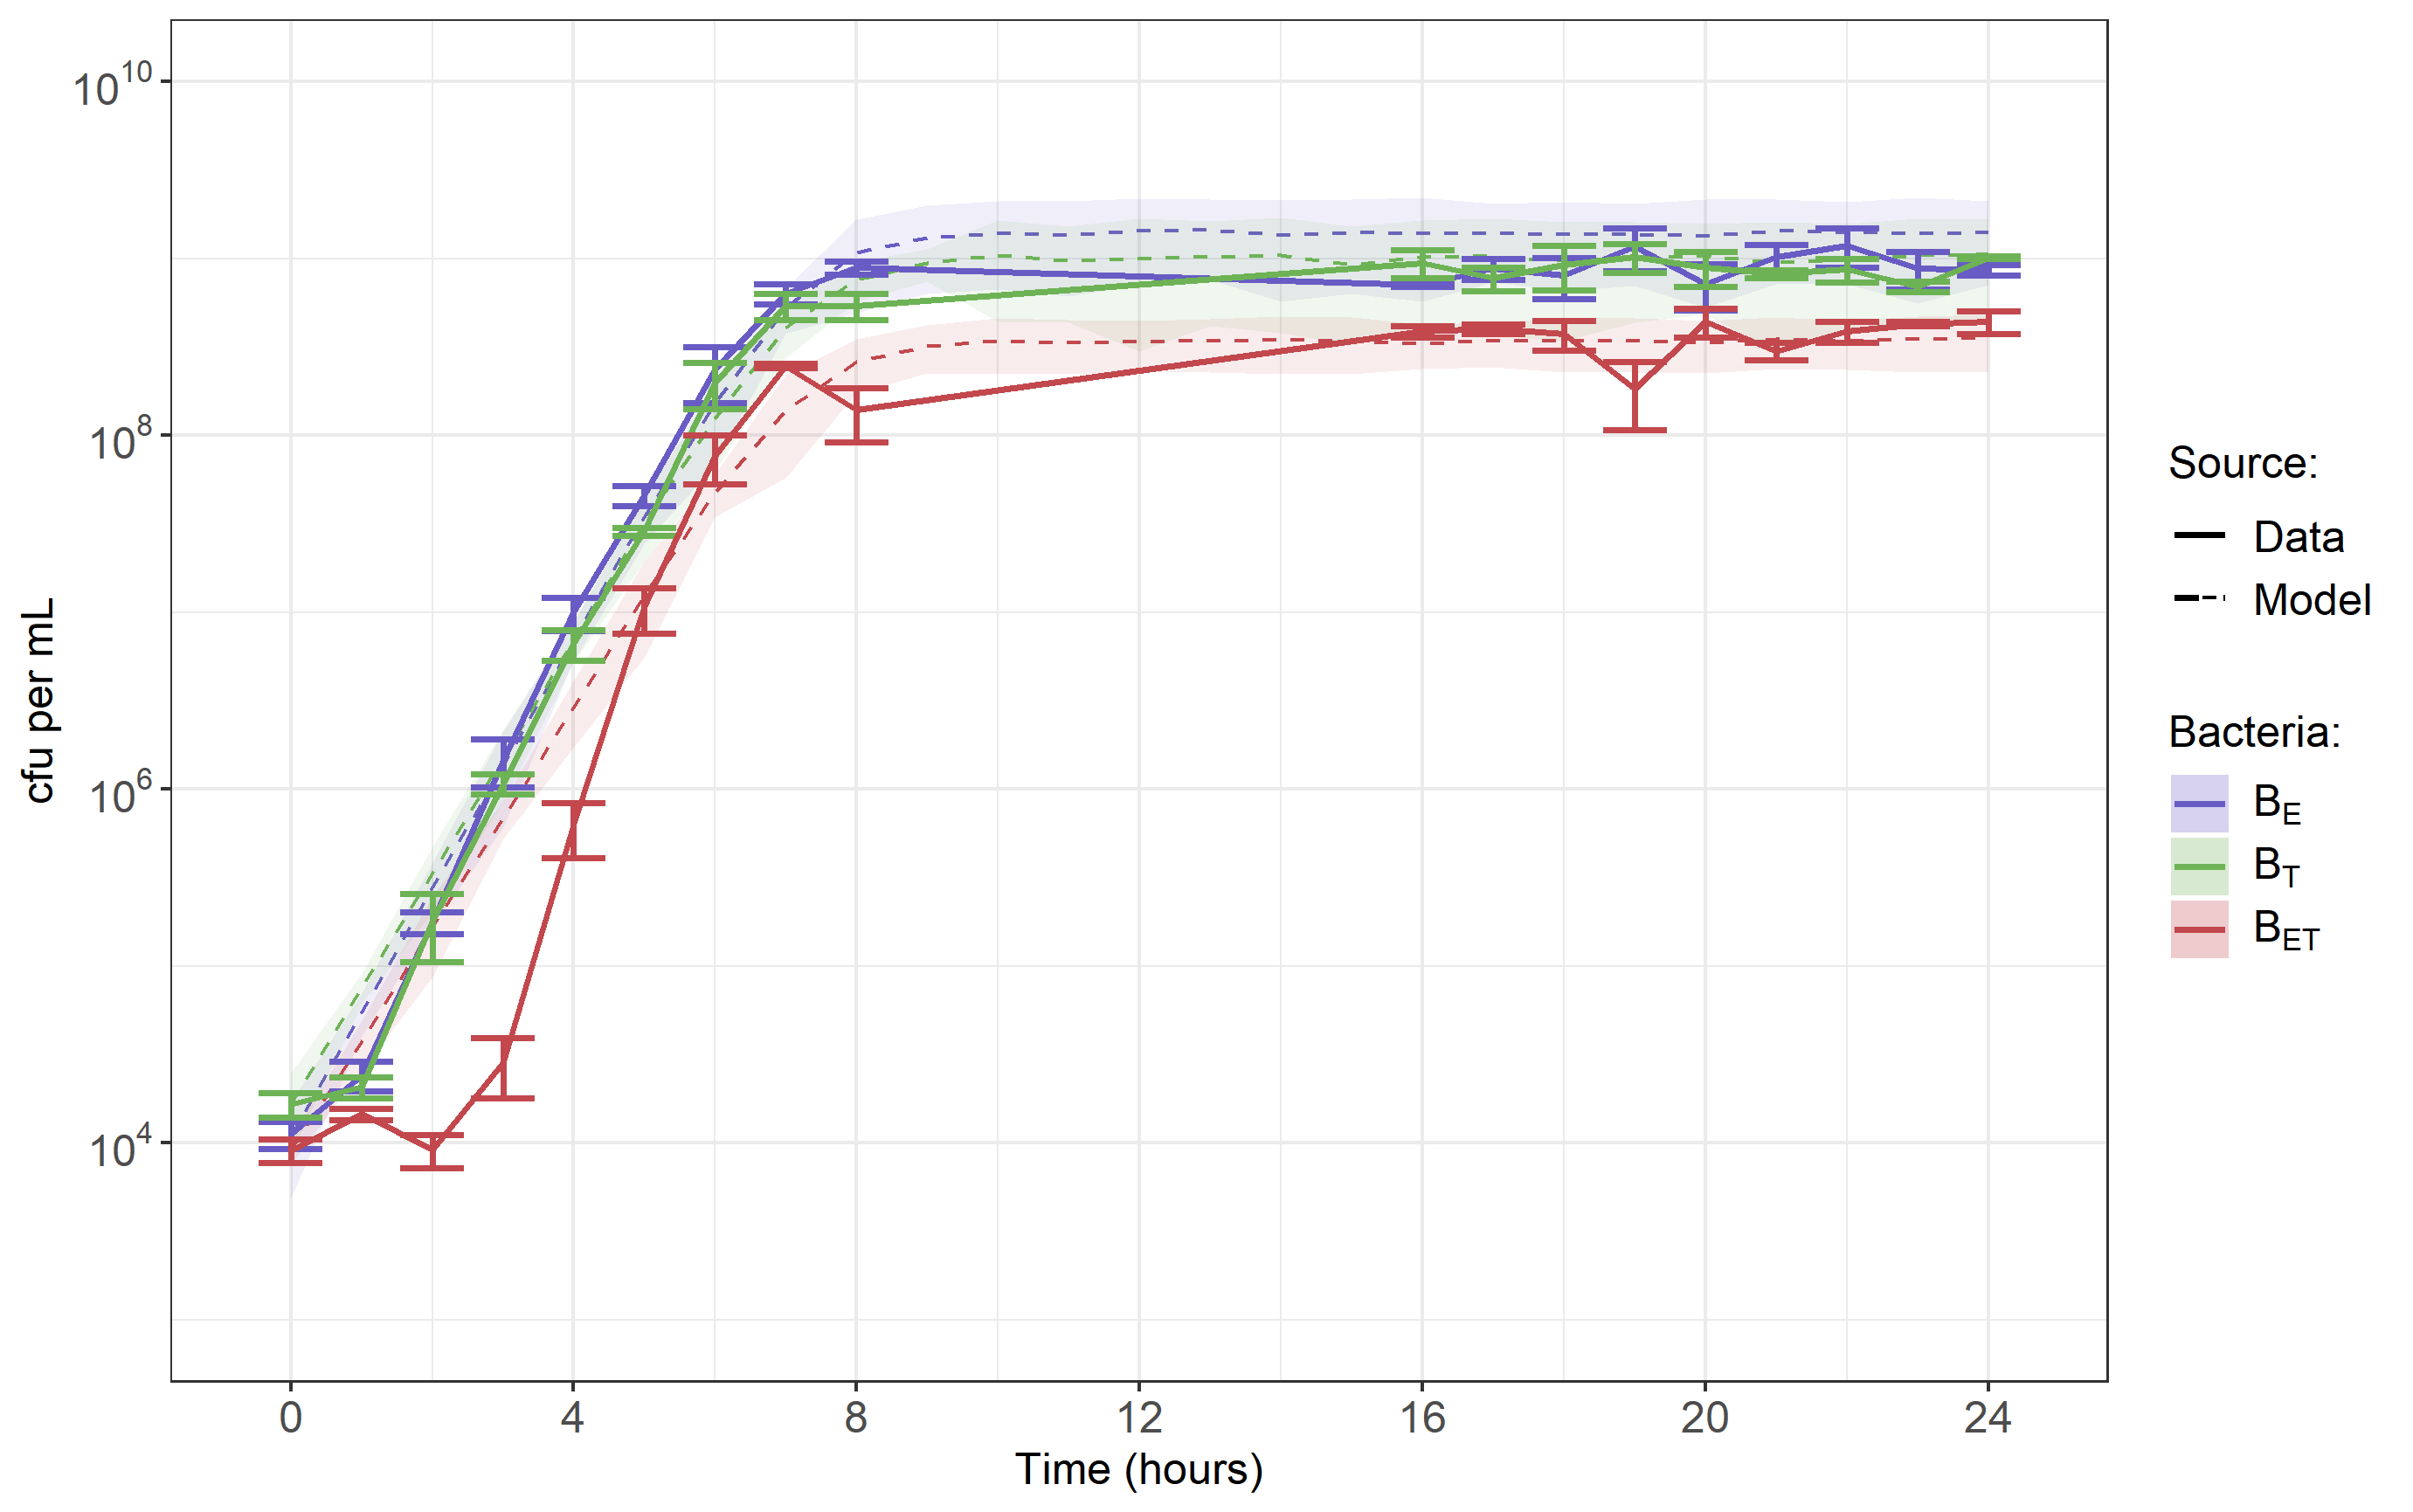 cfu per mL
10^10
10^8
10^6
10^4
0 4 8 12 16 20 24
Time (hours)
Source:
Data
Model
Bacteria:
B_E
B_T
B_ET